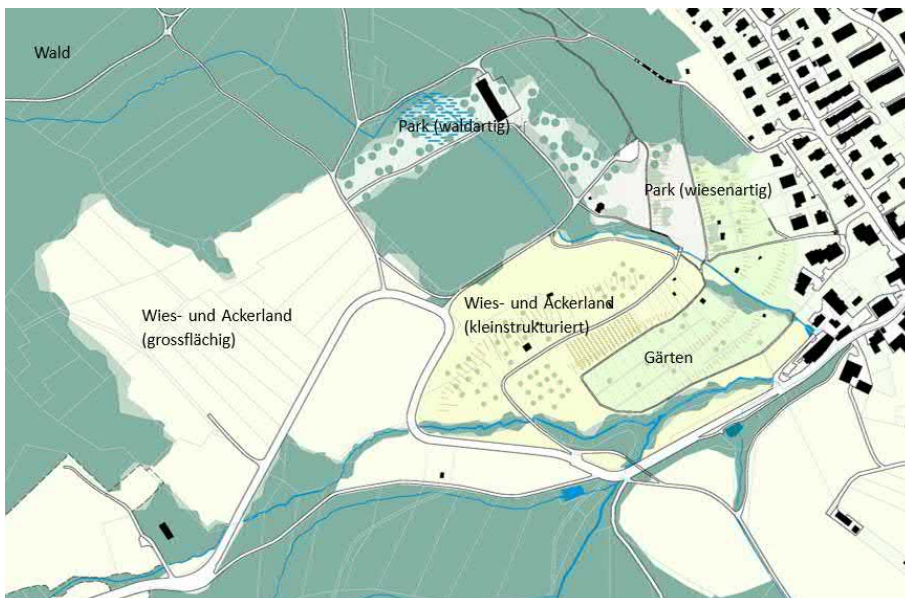 Wald
Park (waldartig)
Park (wiesenartig)
Wies- und Ackerland
(grossflächig)
Wies- und Ackerland
(kleinstrukturiert)
Gärten